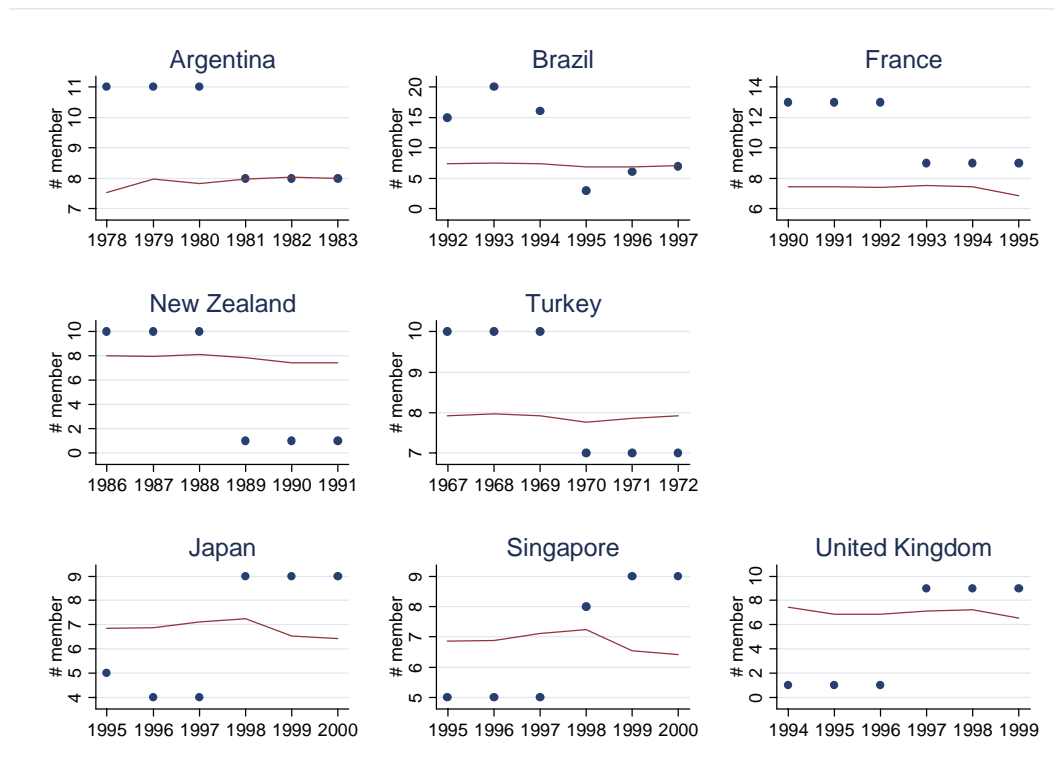 Argentina
# member
11
10
9
8
7
1978 1979 1980 1981 1982 1983
Brazil
# member
20
15
10
5
0
1992 1993 1994 1995 1996 1997
France
# member
14
12
10
8
6
1990 1991 1992 1993 1994 1995
New Zealand
# member
10
8
6
4
2
0
1986 1987 1988 1989 1990 1991
Turkey
# member
10
9
8
7
1967 1968 1969 1970 1971 1972
Japan
# member
9
8
7
6
5
4
1995 1996 1997 1998 1999 2000
Singapore
# member
9
8
7
6
5
1995 1996 1997 1998 1999 2000
United Kingdom
# member
10
8
6
4
2
0
1994 1995 1996 1997 1998 1999